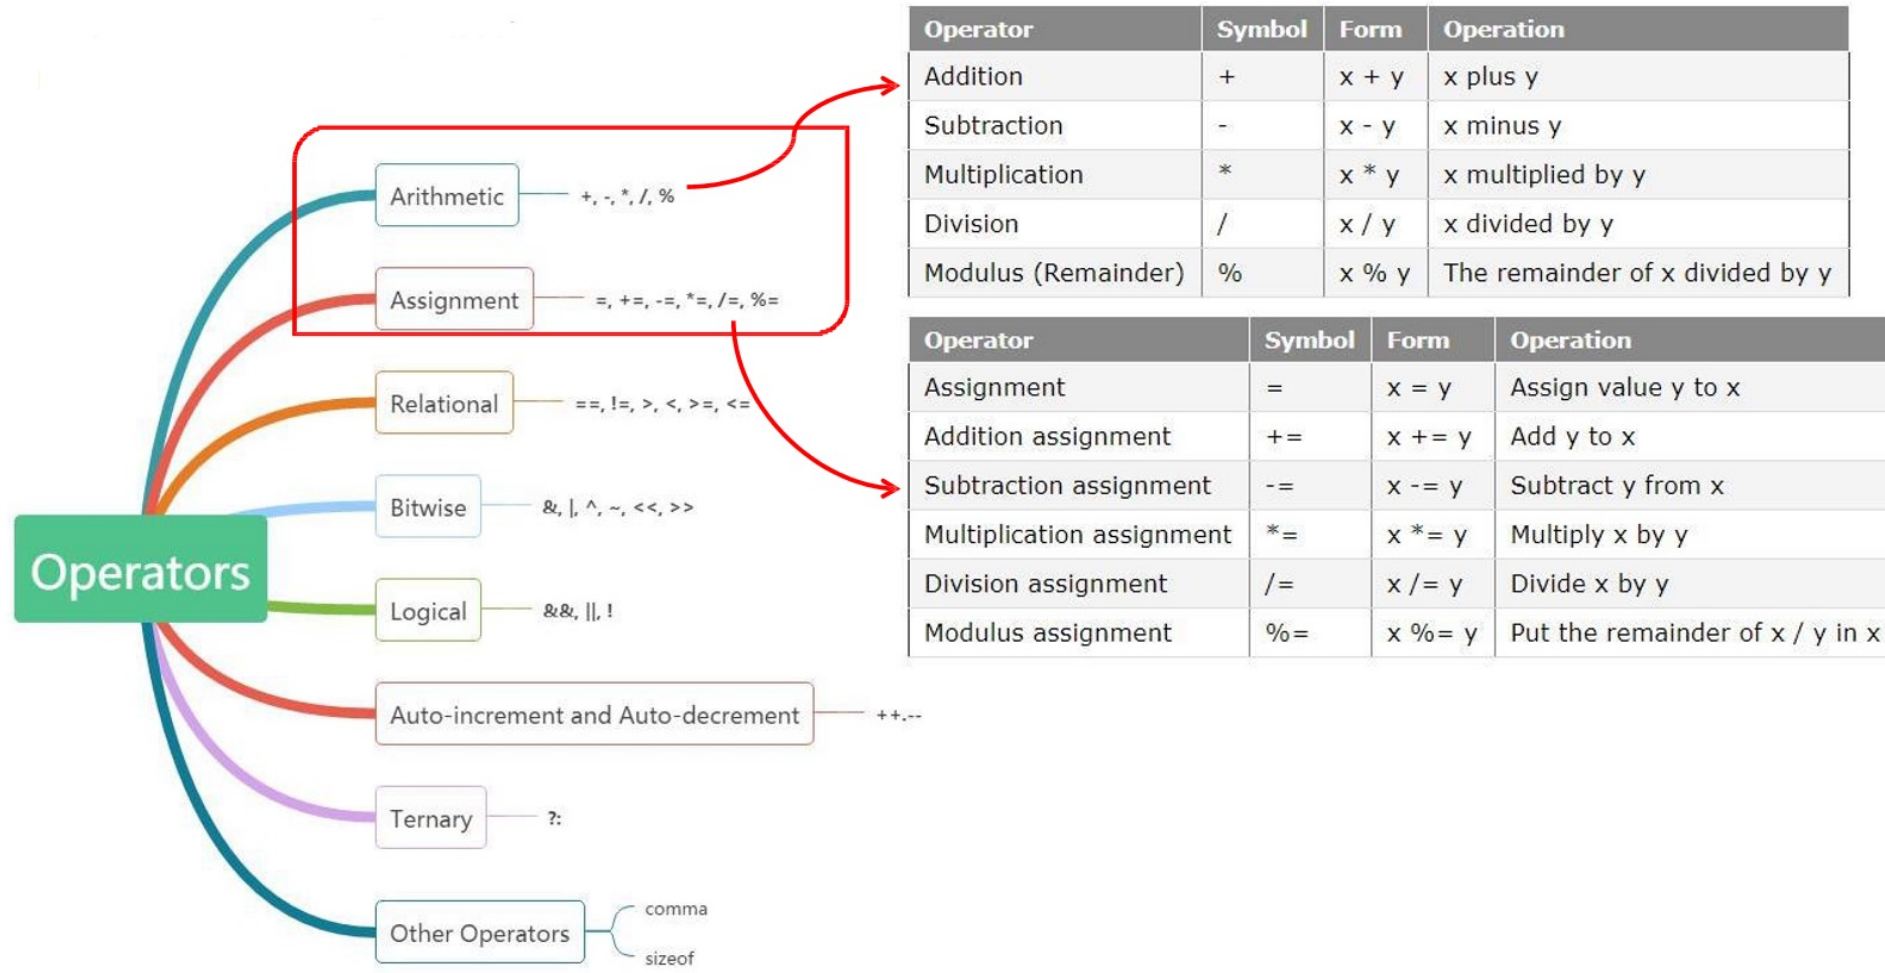 Operators
Arithmetic
+, -, *, /, %
Assignment
=, +=, -=, *=, /=, %=
Relational
==, !=, >, <, >=, <=
Bitwise
&, |, ^, ~, <<, >>
Logical
&&, ||, !
Auto-increment and Auto-decrement
++.--
Ternary
?:
Other Operators
comma
sizeof
Operator Symbol Form Operation
Addition + x + y x plus y
Subtraction - x - y x minus y
Multiplication * x * y x multiplied by y
Division / x / y x divided by y
Modulus (Remainder) % x % y The remainder of x divided by y
Operator Symbol Form Operation
Assignment = x = y Assign value y to x
Addition assignment += x += y Add y to x
Subtraction assignment -= x -= y Subtract y from x
Multiplication assignment *= x *= y Multiply x by y
Division assignment /= x /= y Divide x by y
Modulus assignment %= x %= y Put the remainder of x / y in x